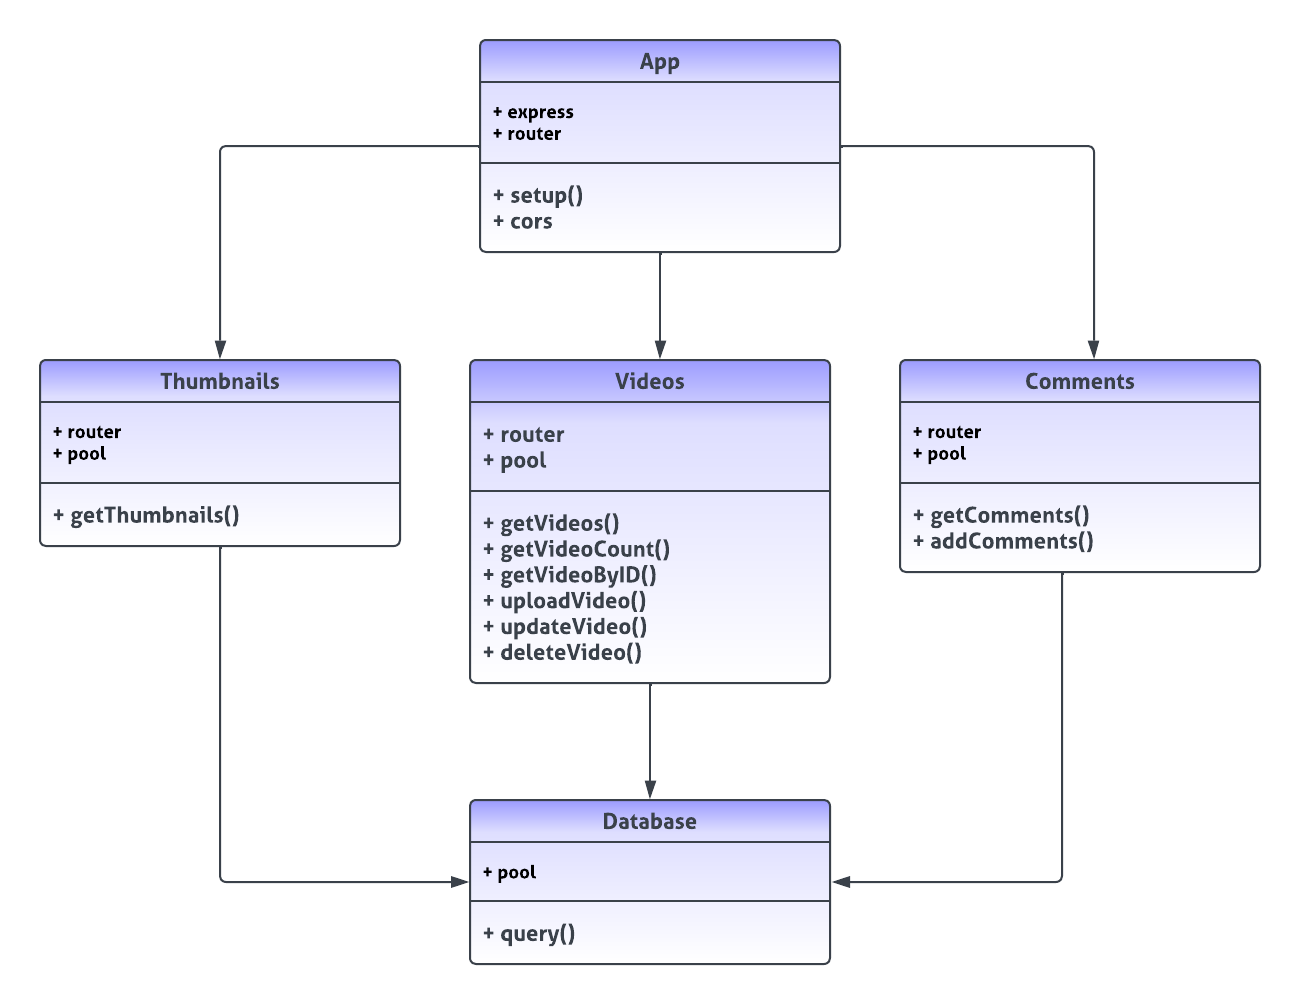 App
+ express
+ router
+ setup()
+ cors
Thumbnails
+ router
+ pool
+ getThumbnails()
Videos
+ router
+ pool
+ getVideos()
+ getVideoCount()
+ getVideoByID()
+ uploadVideo()
+ updateVideo()
+ deleteVideo()
Comments
+ router
+ pool
+ getComments()
+ addComments()
Database
+ pool
+ query()